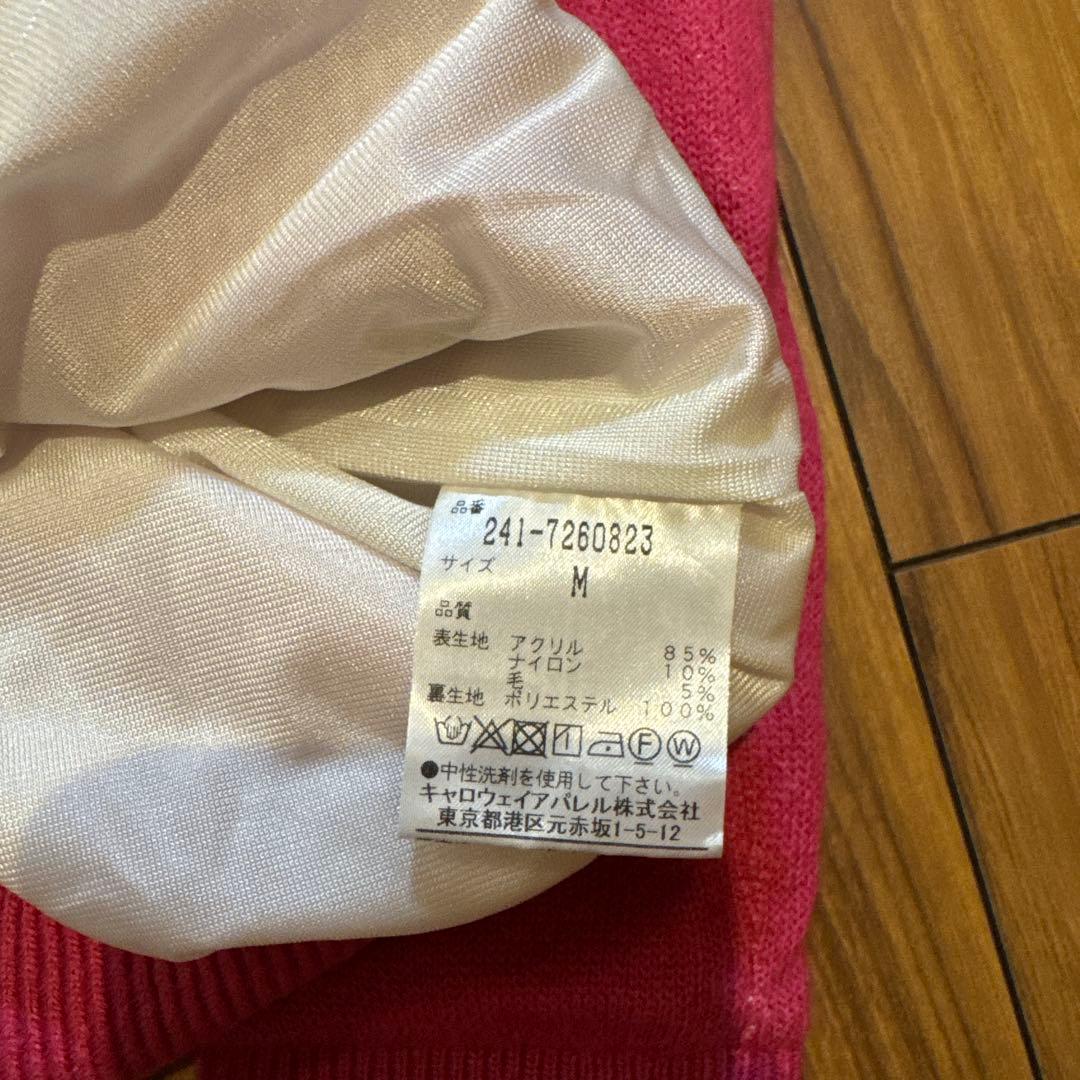 品番
241-7260823
サイズ
M
品質
表生地 アクリル 85%
ナイロン 10%
毛 5%
裏生地 ポリエステル 100%
F W
●中性洗剤を使用して下さい。
キャロウェイアパレル株式会社
東京都港区元赤坂1-5-12